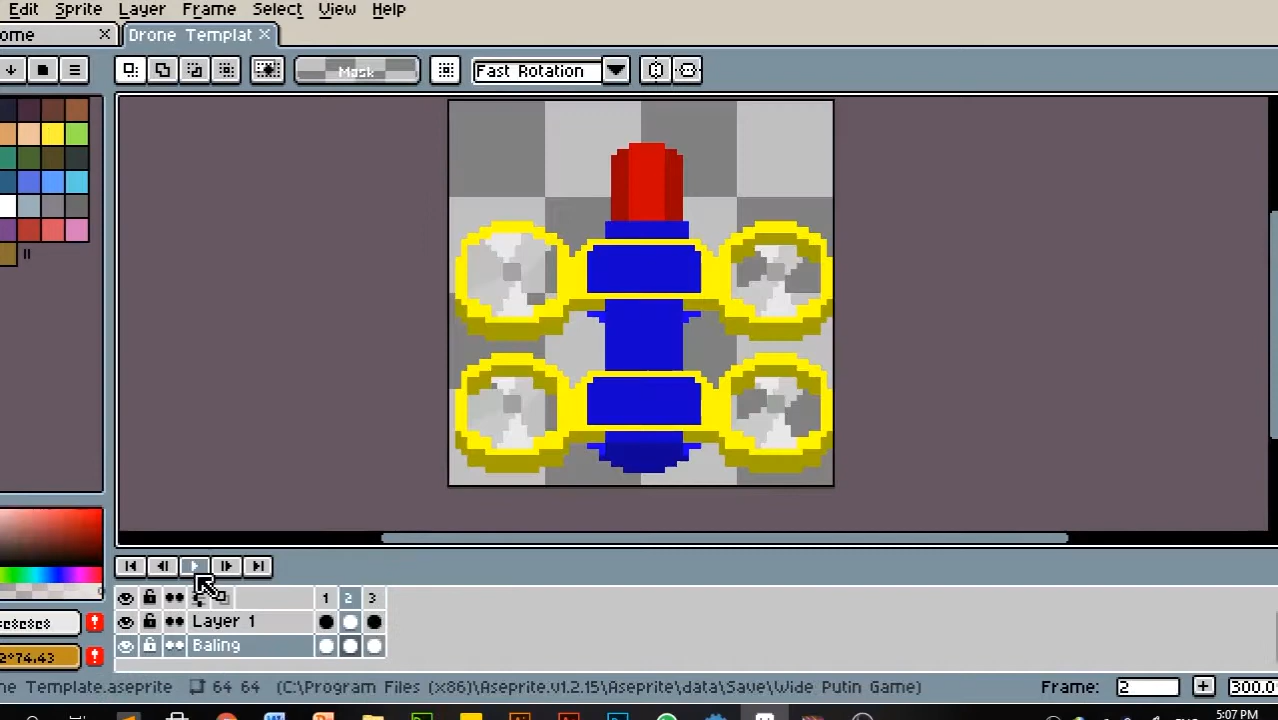 Edit Sprite Layer Frame Select View Help
ome Drone Templat
Mask Fast Rotation
1 2 3
Layer 1
Baling
ne Template.aseprite 64 64 (C:\Program Files (x86)\Aseprite.v1.2.15\Aseprite\data\Save\Wide Putin Game) Frame: 2 300.0
5:07 PM